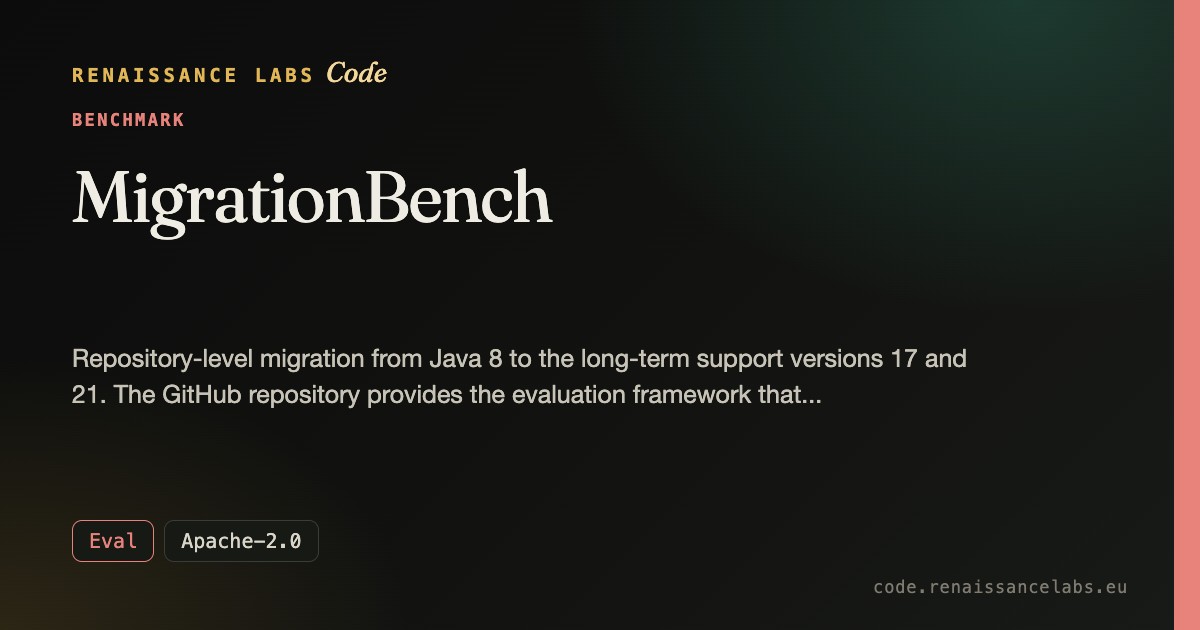 RENAISSANCE LABS Code
BENCHMARK
MigrationBench
Repository-level migration from Java 8 to the long-term support versions 17 and
21. The GitHub repository provides the evaluation framework that...
Eval
Apache-2.0
code.renaissancelabs.eu